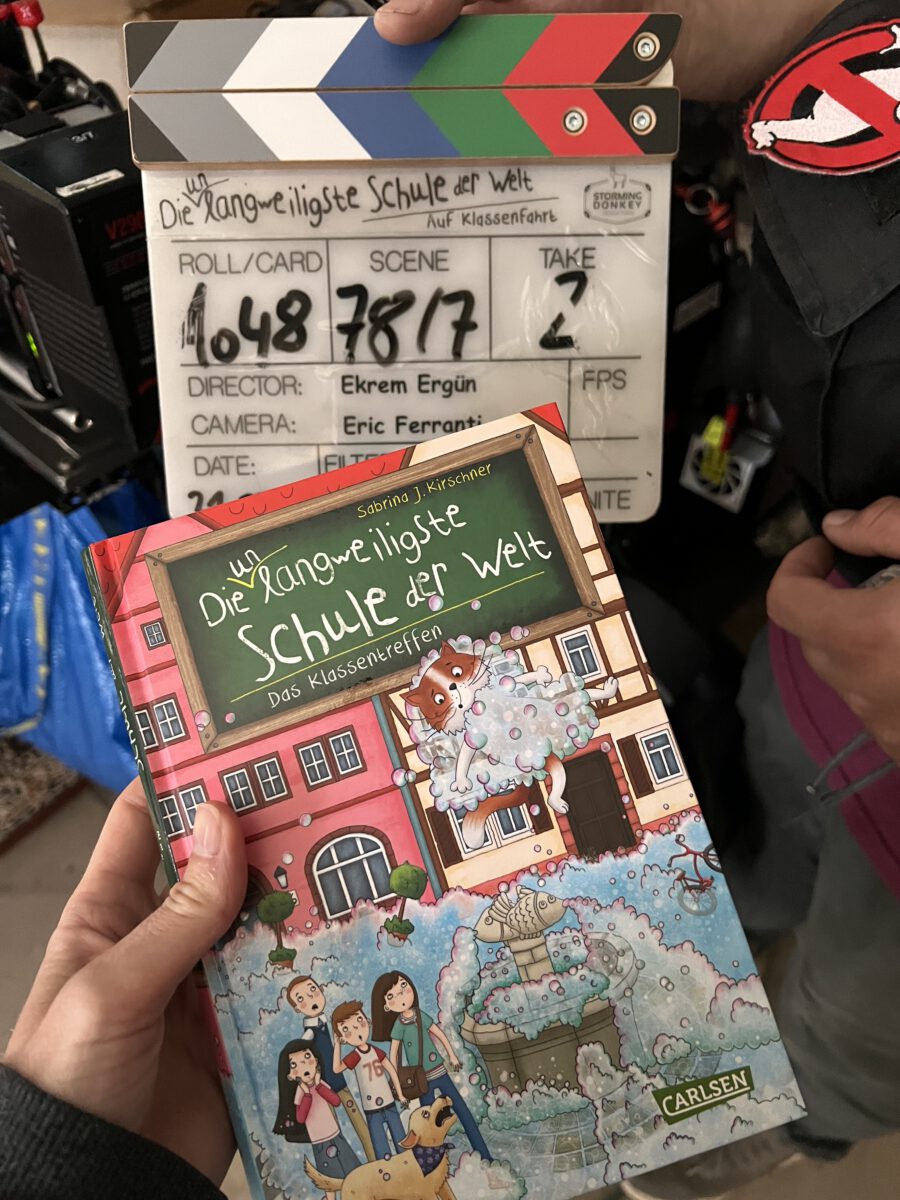 3/7
un
Die langweiligste Schule der Welt
Auf Klassenfahrt
STORMING
DONKEY
ROLL/CARD SCENE TAKE
1048 78/7 2
DIRECTOR: Ekrem Ergün FPS
CAMERA: Eric Ferranti
DATE:
Sabrina J. Kirschner
un
Die langweiligste
Schule der Welt
Das Klassentreffen
76
CARLSEN